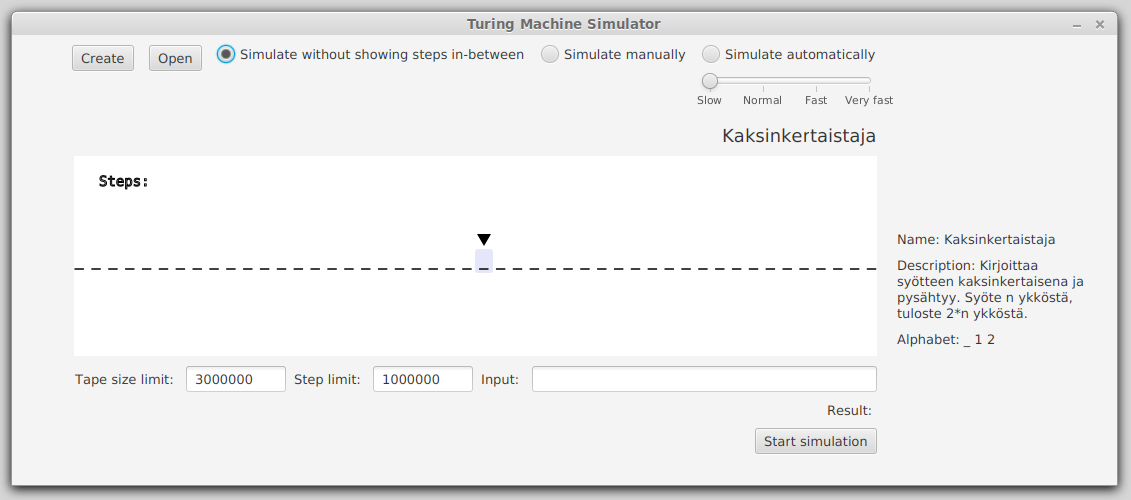 Turing Machine Simulator
Create
Open
Simulate without showing steps in-between
Simulate manually
Simulate automatically
Slow
Normal
Fast
Very fast
Kaksinkertaistaja
Steps:
Name: Kaksinkertaistaja
Description: Kirjoittaa
syötteen kaksinkertaisena ja
pysähtyy. Syöte n ykköstä,
tuloste 2*n ykköstä.
Alphabet: _ 1 2
Tape size limit:
3000000
Step limit:
1000000
Input:
Result:
Start simulation